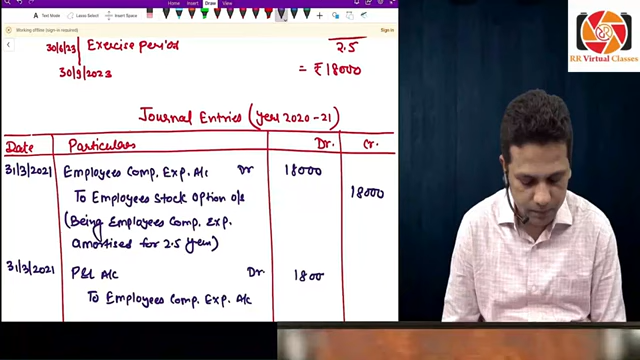 Home Insert Draw View
Text Mode Lasso Select Insert Space
Working offline (sign-in required) Sign in
30/6/23 Exercise period 2.5
30/9/2023 = ₹18000
RR Virtual Classes
Journal Entries (year 2020-21)
Date Particulars Dr. Cr.
31/3/2021 Employees Comp. Exp. A/c Dr 18000
To Employees Stock Option o/s 18000
(Being Employees Comp. Exp.
amortised for 2.5 year)
31/3/2021 P&L A/c Dr 1800
To Employees Comp. Exp. A/c